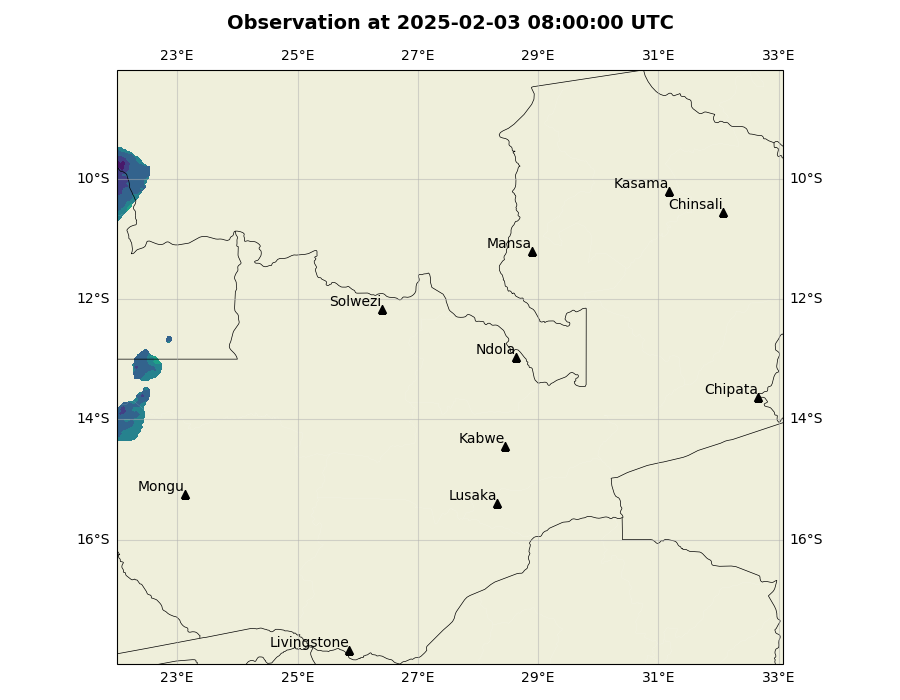 Observation at 2025-02-03 08:00:00 UTC
23°E 25°E 27°E 29°E 31°E 33°E
10°S 10°S
Kasama
Chinsali
Mansa
12°S 12°S
Solwezi
Ndola
Chipata
14°S 14°S
Kabwe
Mongu
Lusaka
16°S 16°S
Livingstone
23°E 25°E 27°E 29°E 31°E 33°E